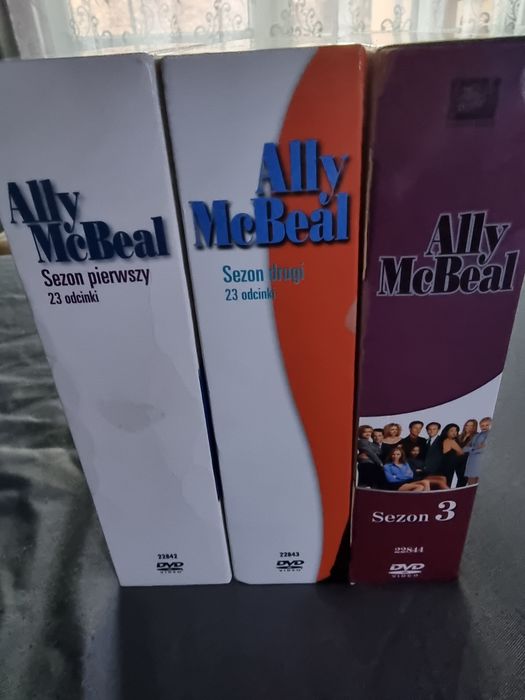 Ally
McBeal
Sezon pierwszy
23 odcinki
22842
DVD
VIDEO
Ally
McBeal
Sezon drugi
23 odcinki
22843
DVD
VIDEO
Ally
McBeal
Sezon 3
22844
DVD
VIDEO